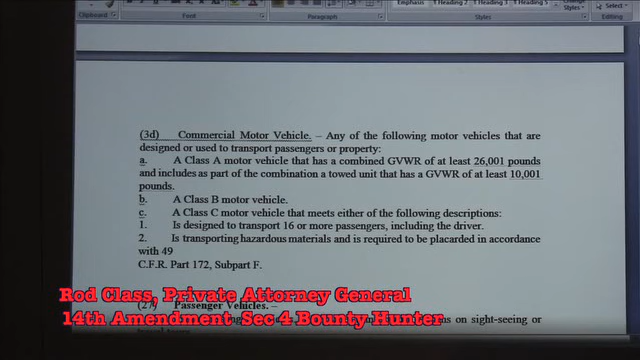 Clipboard
Font
Paragraph
Emphasis
¶ Heading 2
¶ Heading 3
¶ Heading 5
Change
Styles
Styles
Select
Editing
(3d) Commercial Motor Vehicle. – Any of the following motor vehicles that are
designed or used to transport passengers or property:
a. A Class A motor vehicle that has a combined GVWR of at least 26,001 pounds
and includes as part of the combination a towed unit that has a GVWR of at least 10,001
pounds.
b. A Class B motor vehicle.
c. A Class C motor vehicle that meets either of the following descriptions:
1. Is designed to transport 16 or more passengers, including the driver.
2. Is transporting hazardous materials and is required to be placarded in accordance
with 49
C.F.R. Part 172, Subpart F.
Rod Class, Private Attorney General
(27) Passenger Vehicles. –
14th Amendment Sec 4 Bounty Hunter
on sight-seeing or